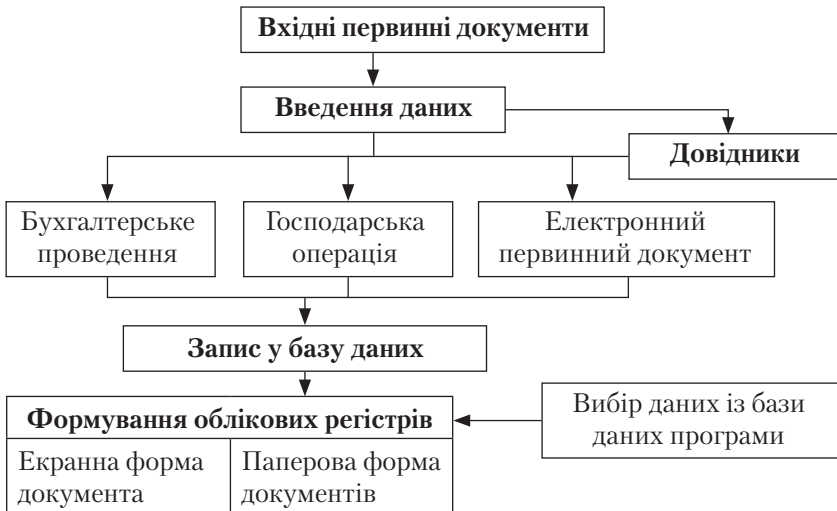 Вхідні первинні документи
Введення даних
Довідники
Бухгалтерське
проведення
Господарська
операція
Електронний
первинний документ
Запис у базу даних
Формування облікових регістрів
Екранна форма
документа
Паперова форма
документів
Вибір даних із бази
даних програми